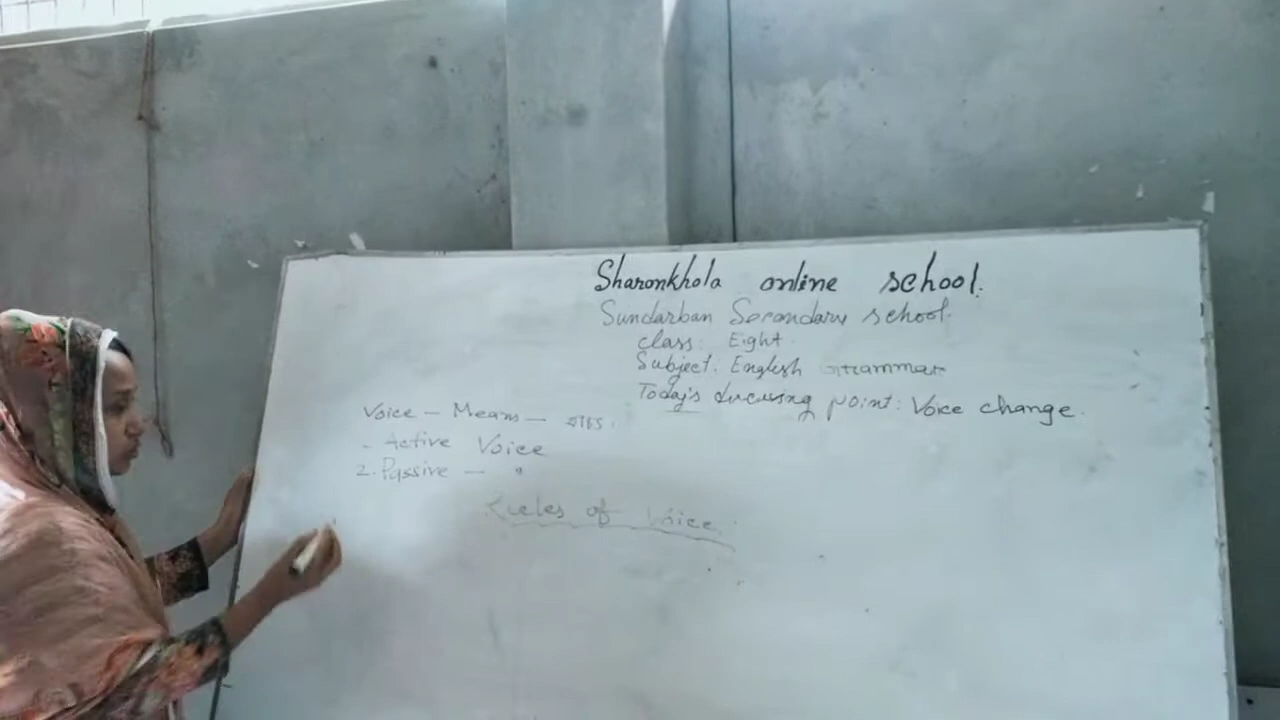 Sharonkhola online school.
Sundarban Secondary school.
class: Eight
Subject. English Grammar
Today's discussing point: Voice change.
Voice — Means — বাচ্য।
- Active Voice
2. Passive — "
Rules of Voice: